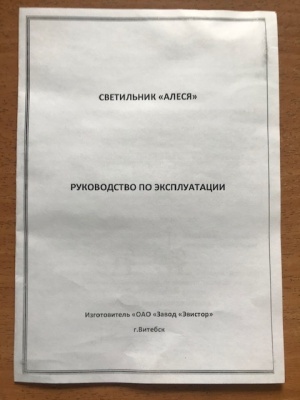 СВЕТИЛЬНИК «АЛЕСЯ»
РУКОВОДСТВО ПО ЭКСПЛУАТАЦИИ
Изготовитель «ОАО «Завод «Эвистор»
г.Витебск